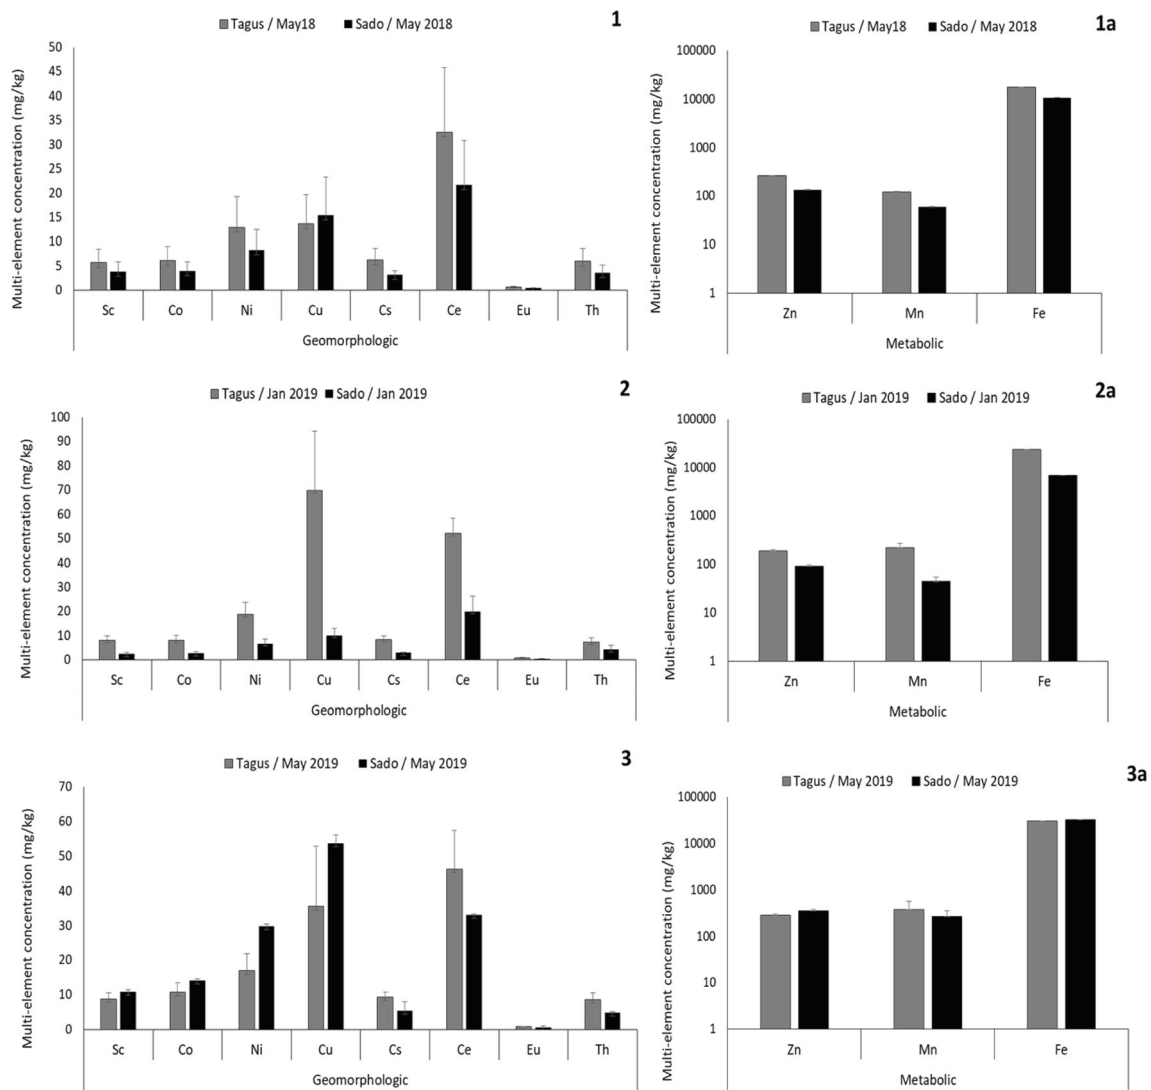 Tagus / May18 Sado / May 2018 1
Multi-element concentration (mg/kg)
50
45
40
35
30
25
20
15
10
5
0
Sc Co Ni Cu Cs Ce Eu Th
Geomorphologic
Tagus / May18 Sado / May 2018 1a
Multi-element concentration (mg/kg)
100000
10000
1000
100
10
1
Zn Mn Fe
Metabolic
Tagus / Jan 2019 Sado / Jan 2019 2
Multi-element concentration (mg/kg)
100
90
80
70
60
50
40
30
20
10
0
Sc Co Ni Cu Cs Ce Eu Th
Geomorphologic
Tagus / Jan 2019 Sado / Jan 2019 2a
Multi-element concentration (mg/kg)
100000
10000
1000
100
10
1
Zn Mn Fe
Metabolic
Tagus / May 2019 Sado / May 2019 3
Multi-element concentration (mg/kg)
70
60
50
40
30
20
10
0
Sc Co Ni Cu Cs Ce Eu Th
Geomorphologic
Tagus / May 2019 Sado / May 2019 3a
Multi-element concentration (mg/kg)
100000
10000
1000
100
10
1
Zn Mn Fe
Metabolic